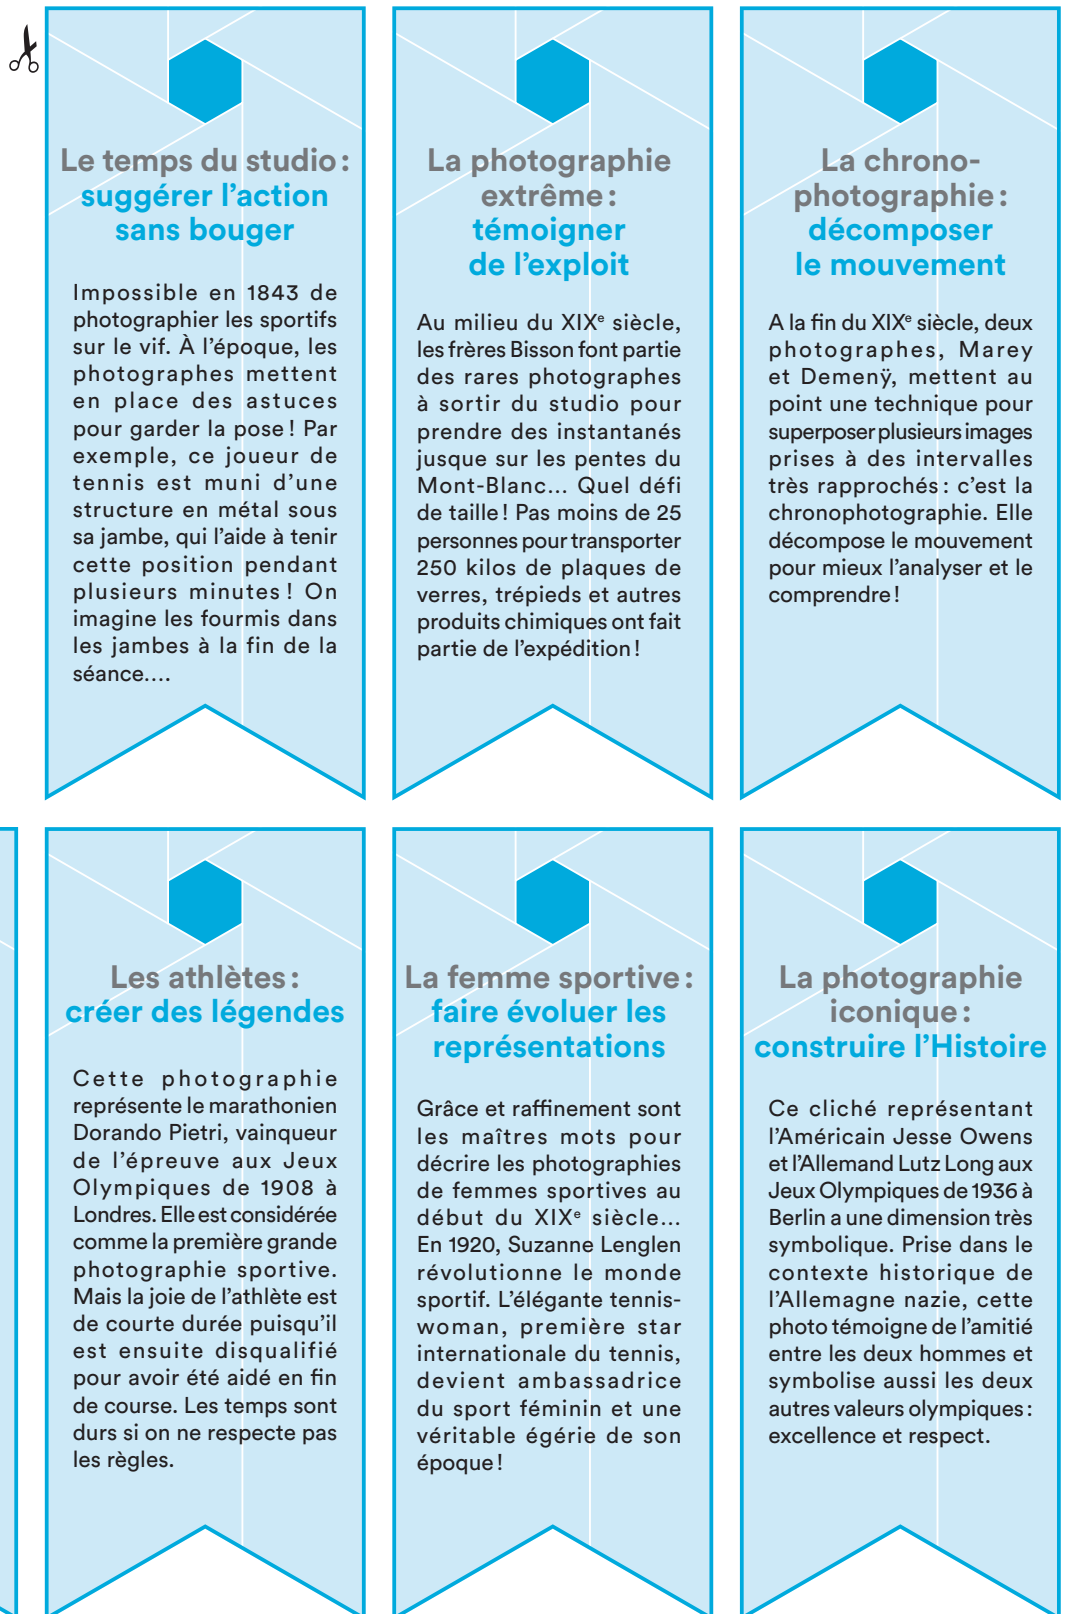 Le temps du studio :
suggérer l’action
sans bouger
Impossible en 1843 de
photographier les sportifs
sur le vif. À l’époque, les
photographes mettent
en place des astuces
pour garder la pose ! Par
exemple, ce joueur de
tennis est muni d’une
structure en métal sous
sa jambe, qui l’aide à tenir
cette position pendant
plusieurs minutes ! On
imagine les fourmis dans
les jambes à la fin de la
séance….
La photographie
extrême :
témoigner
de l’exploit
Au milieu du XIXe siècle,
les frères Bisson font partie
des rares photographes
à sortir du studio pour
prendre des instantanés
jusque sur les pentes du
Mont-Blanc… Quel défi
de taille ! Pas moins de 25
personnes pour transporter
250 kilos de plaques de
verres, trépieds et autres
produits chimiques ont fait
partie de l’expédition !
La chrono-
photographie :
décomposer
le mouvement
A la fin du XIXe siècle, deux
photographes, Marey
et Demenÿ, mettent au
point une technique pour
superposer plusieurs images
prises à des intervalles
très rapprochés : c’est la
chronophotographie. Elle
décompose le mouvement
pour mieux l’analyser et le
comprendre !
Les athlètes :
créer des légendes
Cette photographie
représente le marathonien
Dorando Pietri, vainqueur
de l’épreuve aux Jeux
Olympiques de 1908 à
Londres. Elle est considérée
comme la première grande
photographie sportive.
Mais la joie de l’athlète est
de courte durée puisqu’il
est ensuite disqualifié
pour avoir été aidé en fin
de course. Les temps sont
durs si on ne respecte pas
les règles.
La femme sportive :
faire évoluer les
représentations
Grâce et raffinement sont
les maîtres mots pour
décrire les photographies
de femmes sportives au
début du XIXe siècle…
En 1920, Suzanne Lenglen
révolutionne le monde
sportif. L’élégante tennis-
woman, première star
internationale du tennis,
devient ambassadrice
du sport féminin et une
véritable égérie de son
époque !
La photographie
iconique :
construire l’Histoire
Ce cliché représentant
l’Américain Jesse Owens
et l’Allemand Lutz Long aux
Jeux Olympiques de 1936 à
Berlin a une dimension très
symbolique. Prise dans le
contexte historique de
l’Allemagne nazie, cette
photo témoigne de l’amitié
entre les deux hommes et
symbolise aussi les deux
autres valeurs olympiques :
excellence et respect.